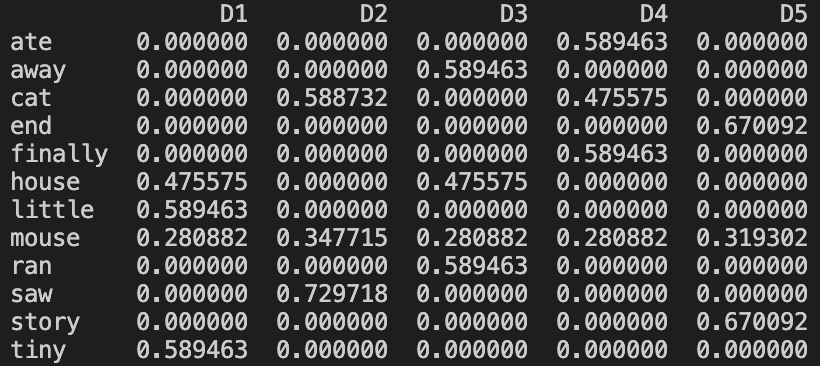 D1 D2 D3 D4 D5
ate 0.000000 0.000000 0.000000 0.589463 0.000000
away 0.000000 0.000000 0.589463 0.000000 0.000000
cat 0.000000 0.588732 0.000000 0.475575 0.000000
end 0.000000 0.000000 0.000000 0.000000 0.670092
finally 0.000000 0.000000 0.000000 0.589463 0.000000
house 0.475575 0.000000 0.475575 0.000000 0.000000
little 0.589463 0.000000 0.000000 0.000000 0.000000
mouse 0.280882 0.347715 0.280882 0.280882 0.319302
ran 0.000000 0.000000 0.589463 0.000000 0.000000
saw 0.000000 0.729718 0.000000 0.000000 0.000000
story 0.000000 0.000000 0.000000 0.000000 0.670092
tiny 0.589463 0.000000 0.000000 0.000000 0.000000